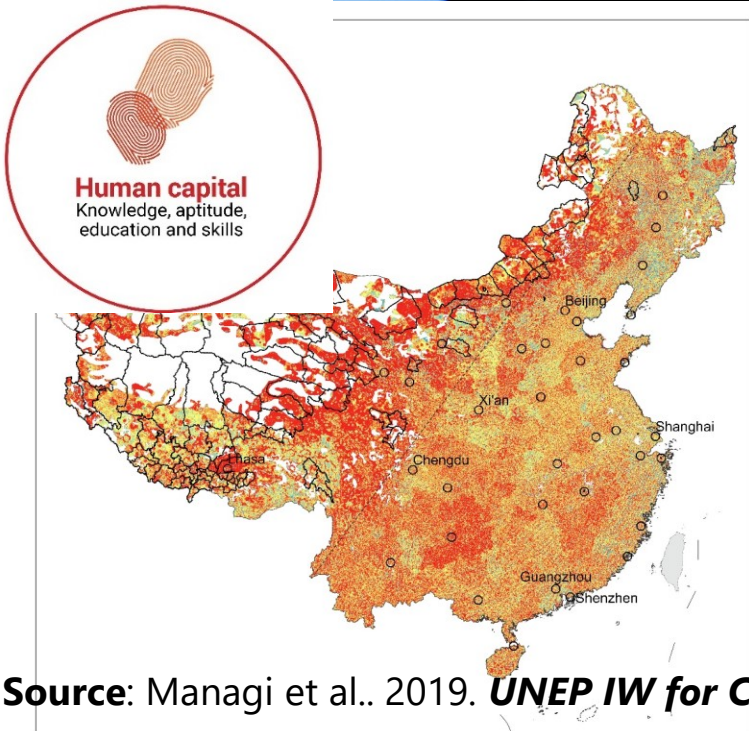 Human capital
Knowledge, aptitude,
education and skills
Beijing
Xi'an
Shanghai
Lhasa
Chengdu
Guangzhou
Shenzhen
Source: Managi et al.. 2019. UNEP IW for C